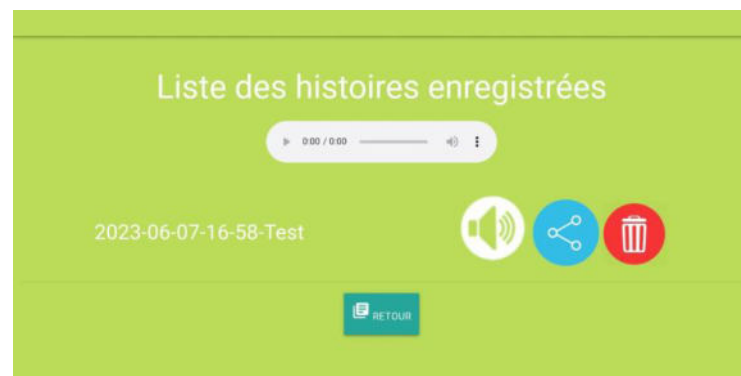 Liste des histoires enregistrées
0:00 / 0:00
2023-06-07-16-58-Test
RETOUR